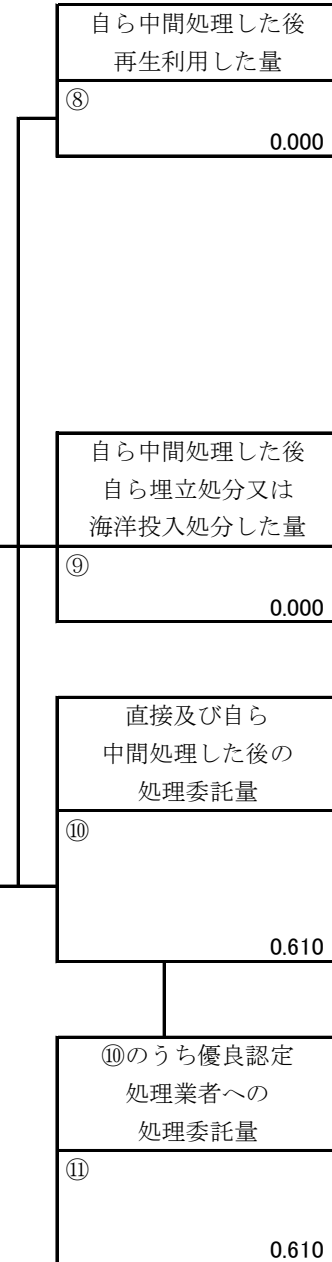 自ら中間処理した後
再生利用した量
⑧
0.000
自ら中間処理した後
自ら埋立処分又は
海洋投入処分した量
⑨
0.000
直接及び自ら
中間処理した後の
処理委託量
⑩
0.610
⑩のうち優良認定
処理業者への
処理委託量
⑪
0.610